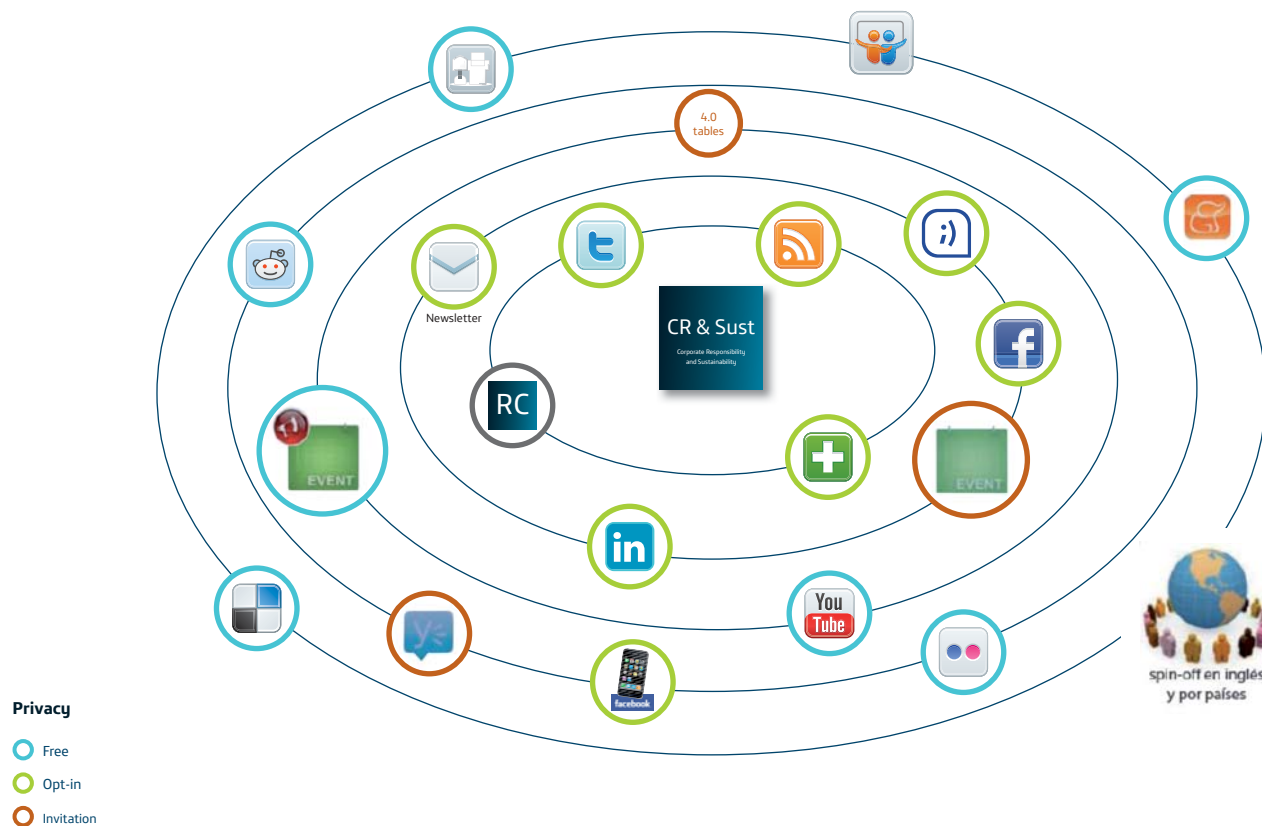 4.0
tables
t
;)
Newsletter
CR & Sust
Corporate Responsibility
and Sustainability
f
RC
EVENT
EVENT
in
You
Tube
y
facebook
spin-off en inglés
y por países
Privacy
Free
Opt-in
Invitation